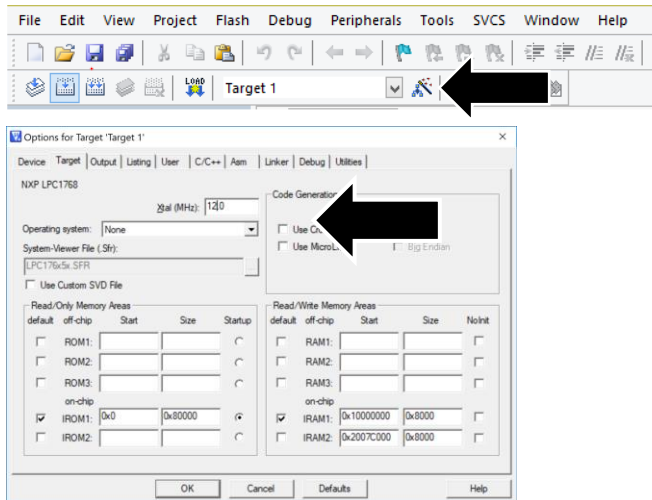 File Edit View Project Flash Debug Peripherals Tools SVCS Window Help
LOAD
Target 1
Options for Target 'Target 1'
Device Target Output Listing User C/C++ Asm Linker Debug Utilities
NXP LPC1768
Code Generation
Xtal (MHz): 12.0
Operating system: None
Use
System-Viewer File (.Sfr):
Use
Big Endian
LPC176x5x.SFR
Use Custom SVD File
Read/Only Memory Areas
Read/Write Memory Areas
default off-chip Start Size Startup
default off-chip Start Size NoInit
ROM1:
RAM1:
ROM2:
RAM2:
ROM3:
RAM3:
on-chip
on-chip
IROM1: 0x0 0x80000
IRAM1: 0x10000000 0x8000
IROM2:
IRAM2: 0x2007C000 0x8000
OK Cancel Defaults Help